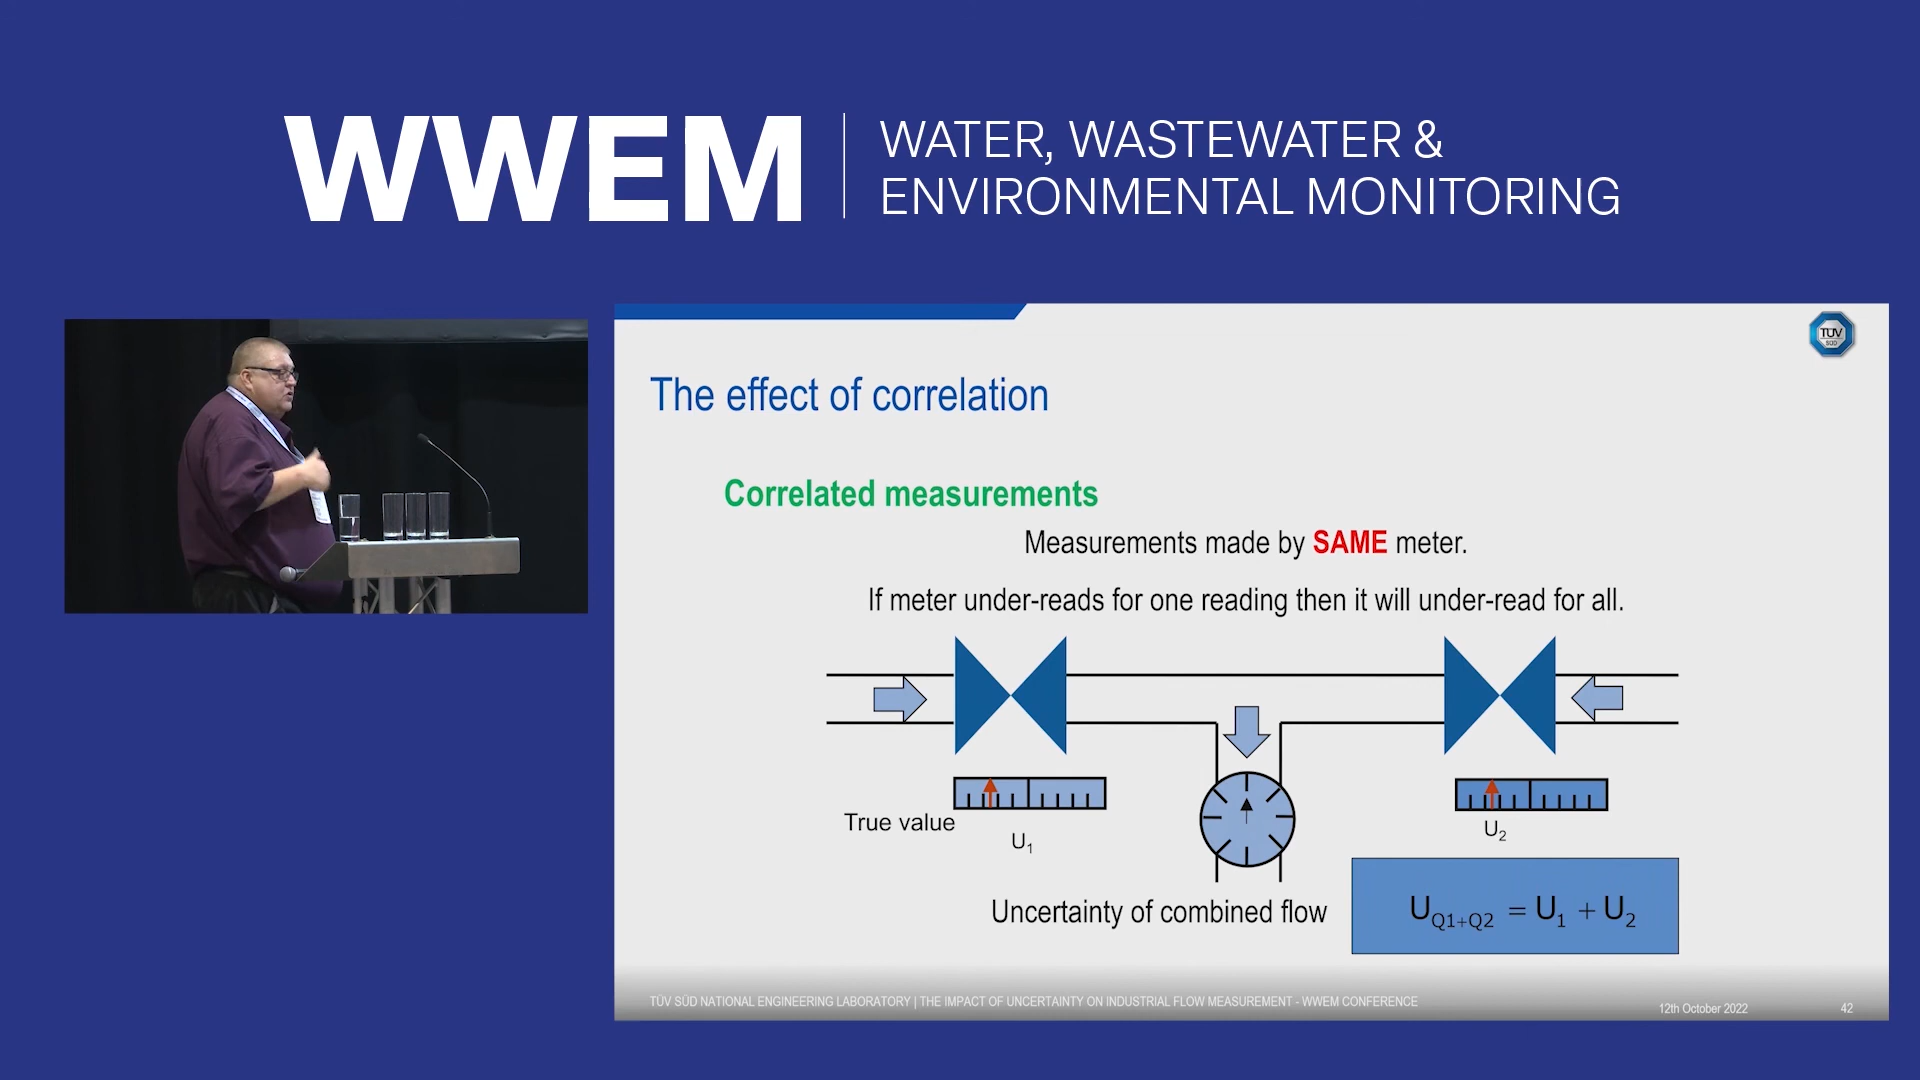 WWEM
WATER, WASTEWATER &
ENVIRONMENTAL MONITORING
TÜV
SÜD
The effect of correlation
Correlated measurements
Measurements made by SAME meter.
If meter under-reads for one reading then it will under-read for all.
True value
U1
U2
Uncertainty of combined flow
UQ1+Q2 = U1 + U2
TÜV SÜD NATIONAL ENGINEERING LABORATORY | THE IMPACT OF UNCERTAINTY ON INDUSTRIAL FLOW MEASUREMENT - WWEM CONFERENCE
12th October 2022
42